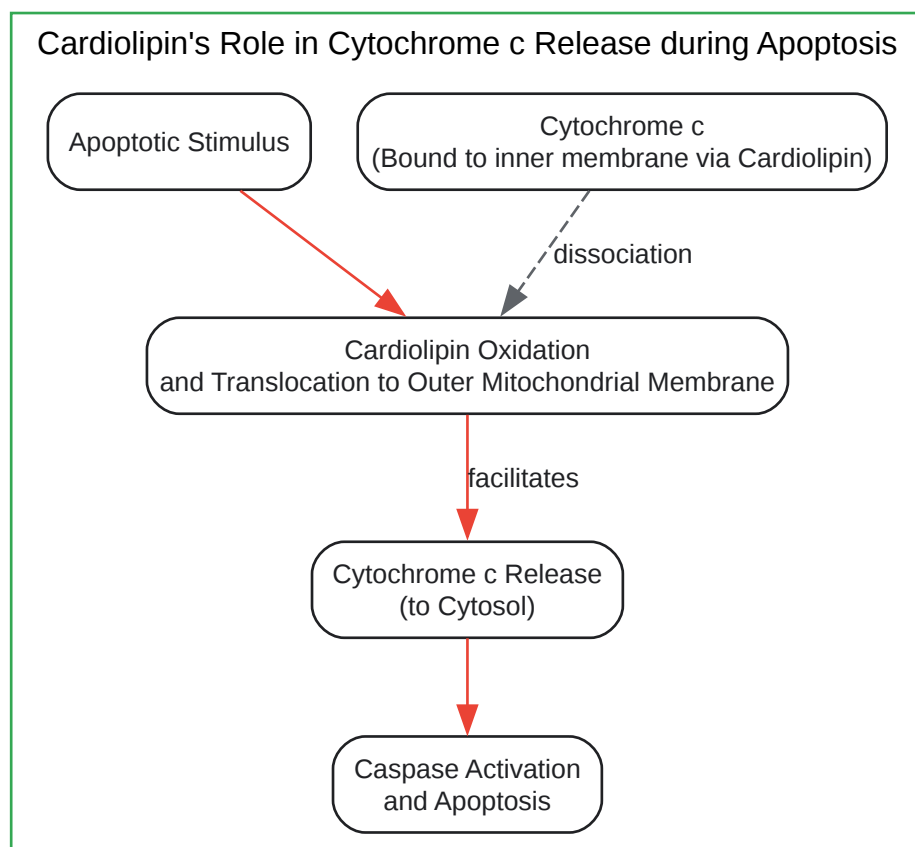 Cardiolipin's Role in Cytochrome c Release during Apoptosis
Apoptotic Stimulus
Cytochrome c
(Bound to inner membrane via Cardiolipin)
dissociation
Cardiolipin Oxidation
and Translocation to Outer Mitochondrial Membrane
facilitates
Cytochrome c Release
(to Cytosol)
Caspase Activation
and Apoptosis